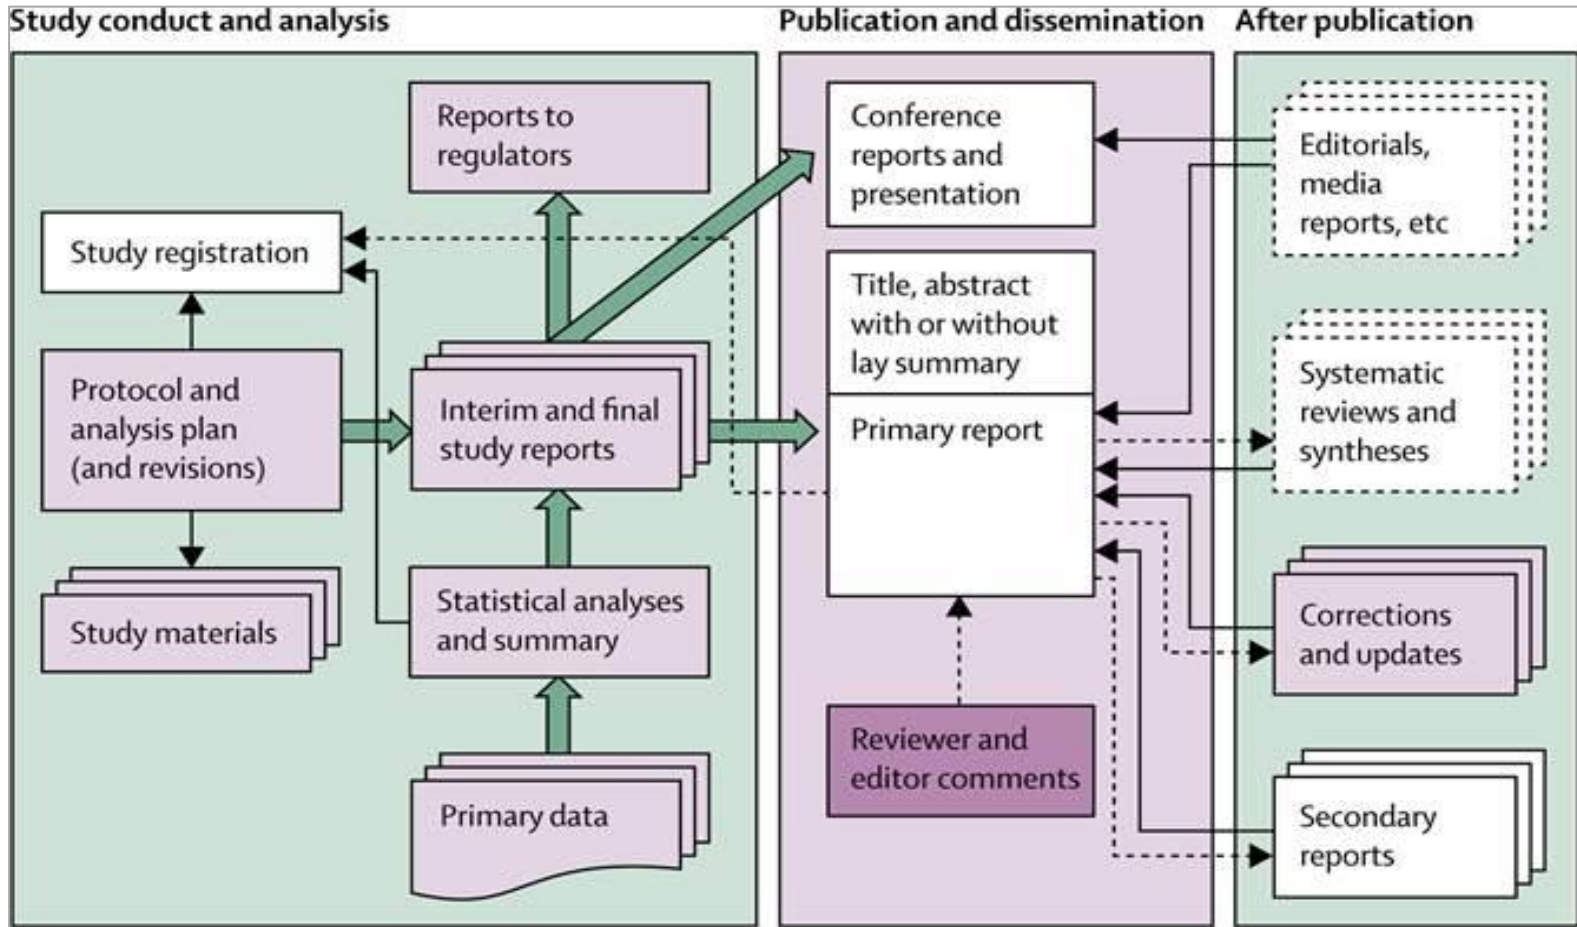 Study conduct and analysis
Publication and dissemination
After publication
Reports to
regulators
Study registration
Protocol and
analysis plan
(and revisions)
Interim and final
study reports
Study materials
Statistical analyses
and summary
Primary data
Conference
reports and
presentation
Title, abstract
with or without
lay summary
Primary report
Reviewer and
editor comments
Editorials,
media
reports, etc
Systematic
reviews and
syntheses
Corrections
and updates
Secondary
reports